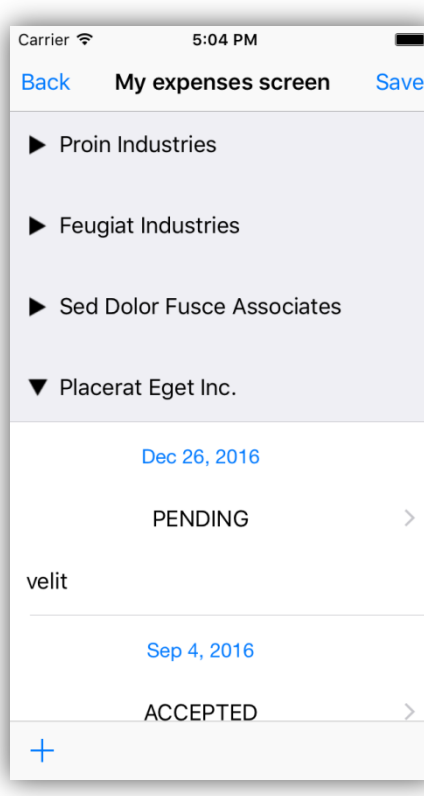 Carrier 5:04 PM
Back My expenses screen Save
Proin Industries
Feugiat Industries
Sed Dolor Fusce Associates
Placerat Eget Inc.
Dec 26, 2016
PENDING
velit
Sep 4, 2016
ACCEPTED